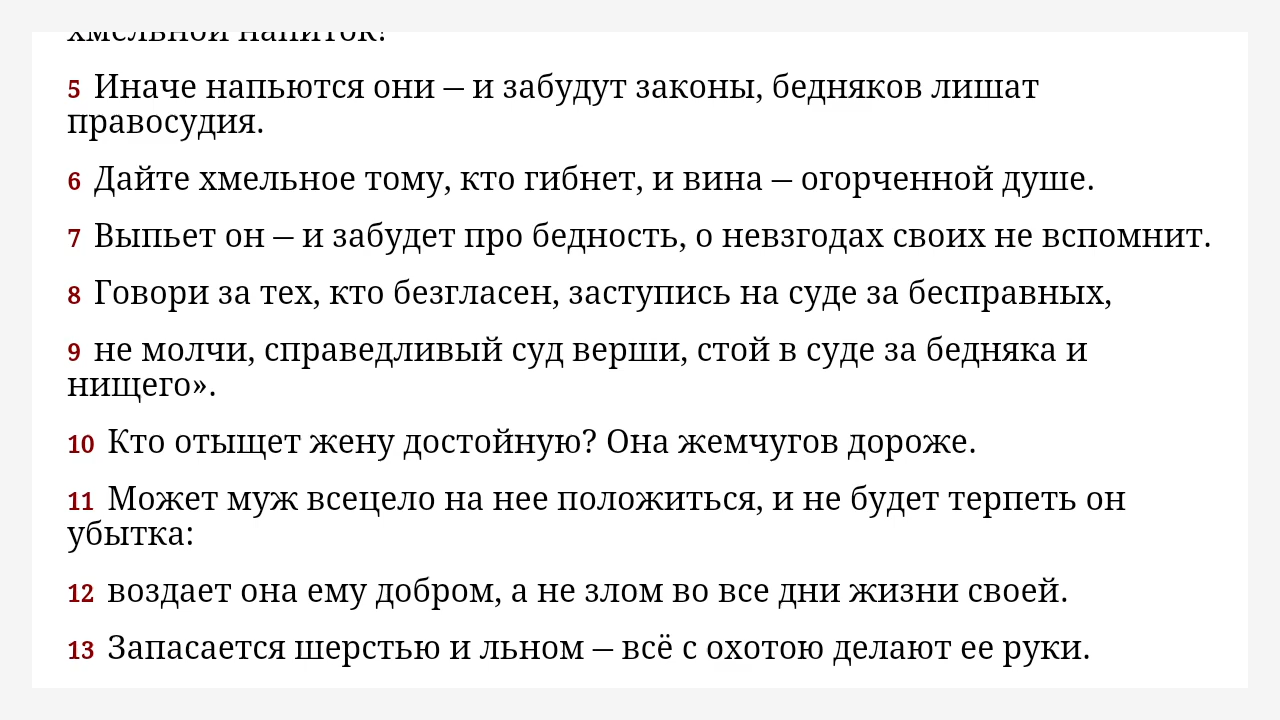 хмельной напиток!
5 Иначе напьются они – и забудут законы, бедняков лишат
правосудия.
6 Дайте хмельное тому, кто гибнет, и вина – огорченной душе.
7 Выпьет он – и забудет про бедность, о невзгодах своих не вспомнит.
8 Говори за тех, кто безгласен, заступись на суде за бесправных,
9 не молчи, справедливый суд верши, стой в суде за бедняка и
нищего».
10 Кто отыщет жену достойную? Она жемчугов дороже.
11 Может муж всецело на нее положиться, и не будет терпеть он
убытка:
12 воздает она ему добром, а не злом во все дни жизни своей.
13 Запасается шерстью и льном – всё с охотою делают ее руки.